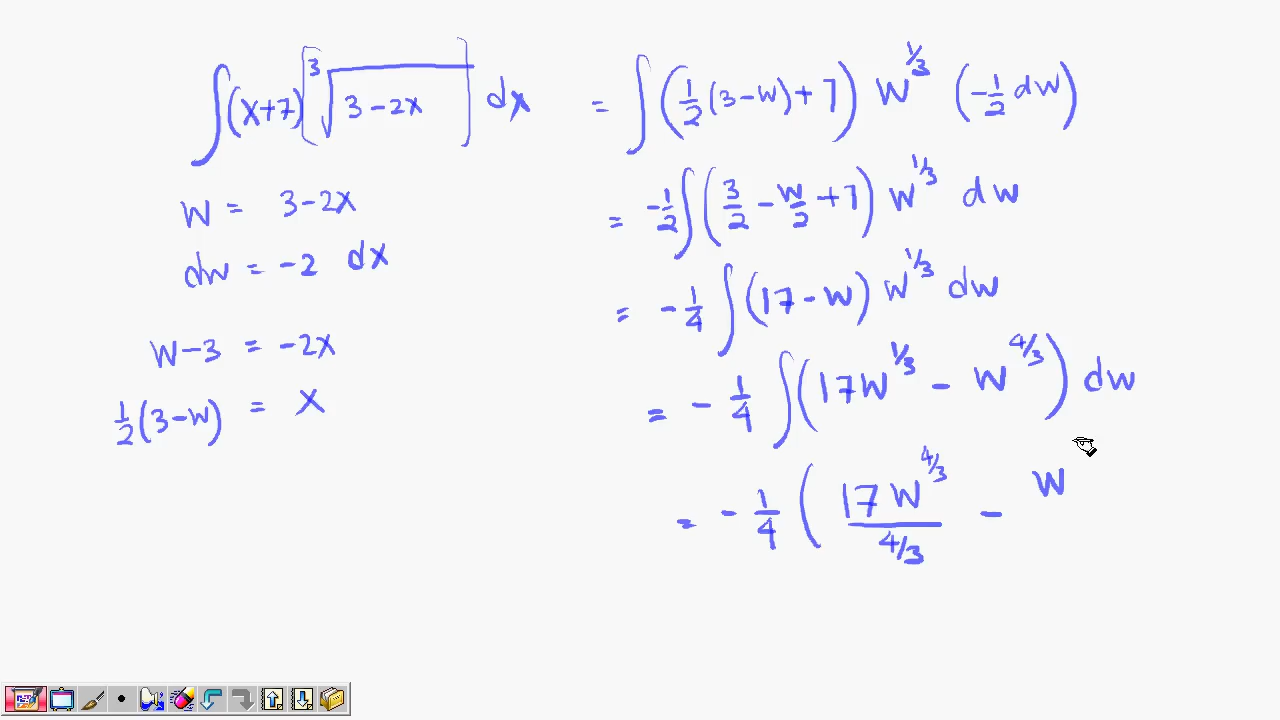 ∫(x+7)[∛(3-2x)] dx = ∫(1/2(3-w)+7) w^1/3 (-1/2 dw)
w = 3-2x
= -1/2∫(3/2 - w/2 + 7) w^1/3 dw
dw = -2 dx
= -1/4 ∫(17-w) w^1/3 dw
w-3 = -2x
= -1/4 ∫(17w^1/3 - w^4/3) dw
1/2(3-w) = x
= -1/4 ( 17w^4/3 / 4/3 - w